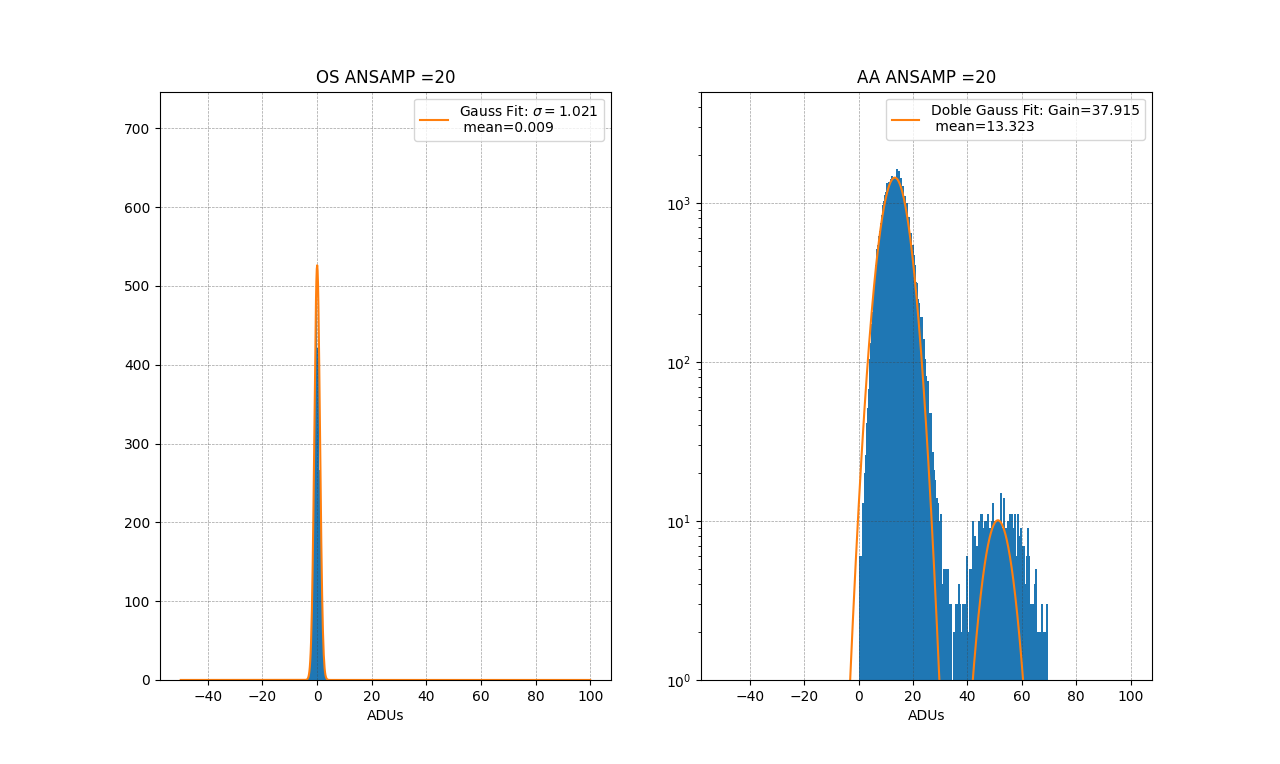 OS ANSAMP =20
Gauss Fit: σ = 1.021
mean=0.009
700
600
500
400
300
200
100
0
−40 −20 0 20 40 60 80 100
ADUs
AA ANSAMP =20
Doble Gauss Fit: Gain=37.915
mean=13.323
10³
10²
10¹
10⁰
−40 −20 0 20 40 60 80 100
ADUs